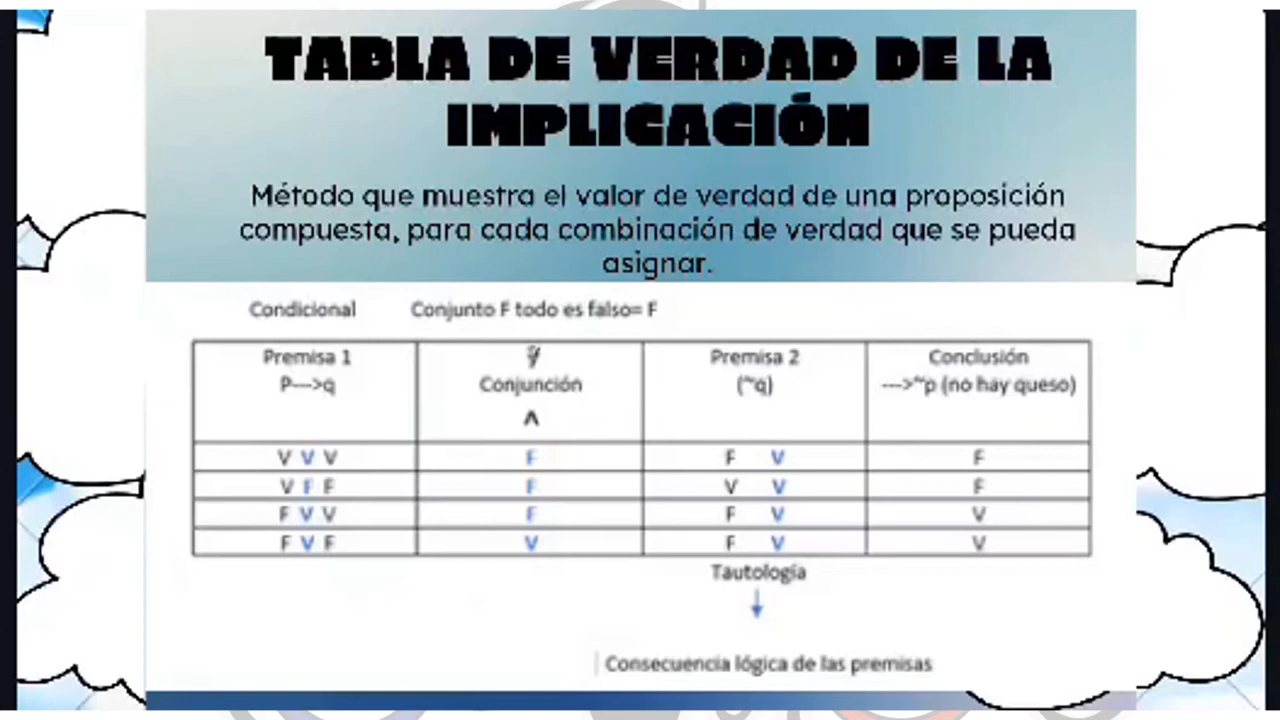 TABLA DE VERDAD DE LA
IMPLICACIÓN
Método que muestra el valor de verdad de una proposición
compuesta, para cada combinación de verdad que se pueda
asignar.
Condicional Conjunto F todo es falso= F
Premisa 1 y Premisa 2 Conclusión
P--->q Conjunción (~q) --->~p (no hay queso)
∧
V V V F F V F
V F F F V V F
F V V F F V V
F V F V F V V
Tautología
Consecuencia lógica de las premisas